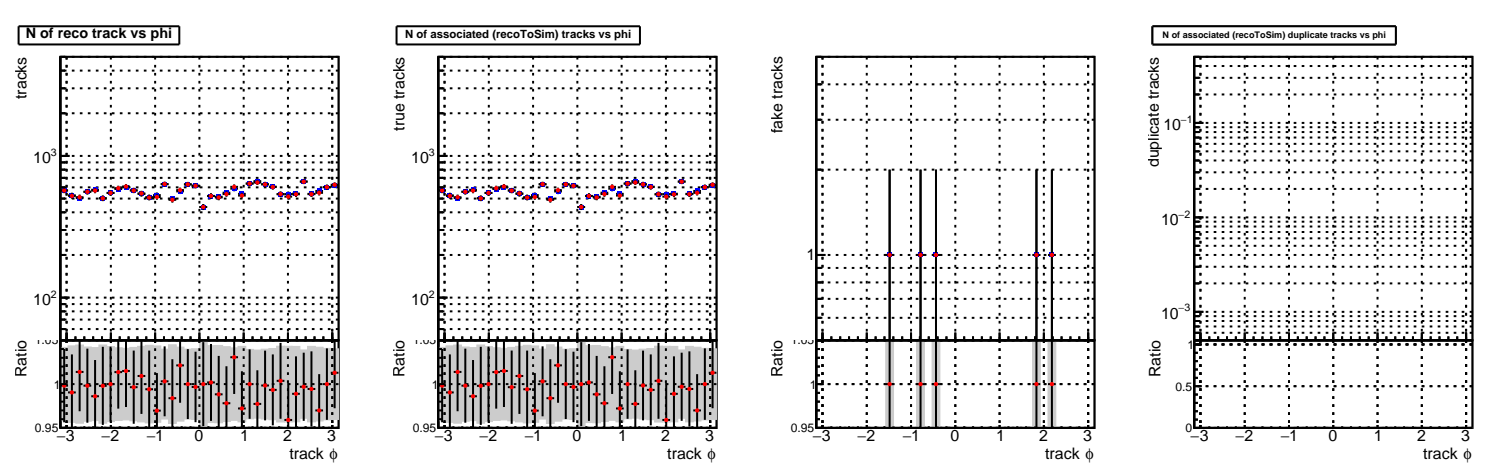 N of reco track vs phi
tracks
10³
10²
1.05
Ratio
1
0.95
−3 −2 −1 0 1 2 3
track ϕ
N of associated (recoToSim) tracks vs phi
true tracks
10³
10²
1.05
Ratio
1
0.95
−3 −2 −1 0 1 2 3
track ϕ
fake tracks
1
1.05
Ratio
1
0.95
−3 −2 −1 0 1 2 3
track ϕ
N of associated (recoToSim) duplicate tracks vs phi
duplicate tracks
10⁻¹
10⁻²
10⁻³
Ratio
1
0.5
0
−3 −2 −1 0 1 2 3
track ϕ